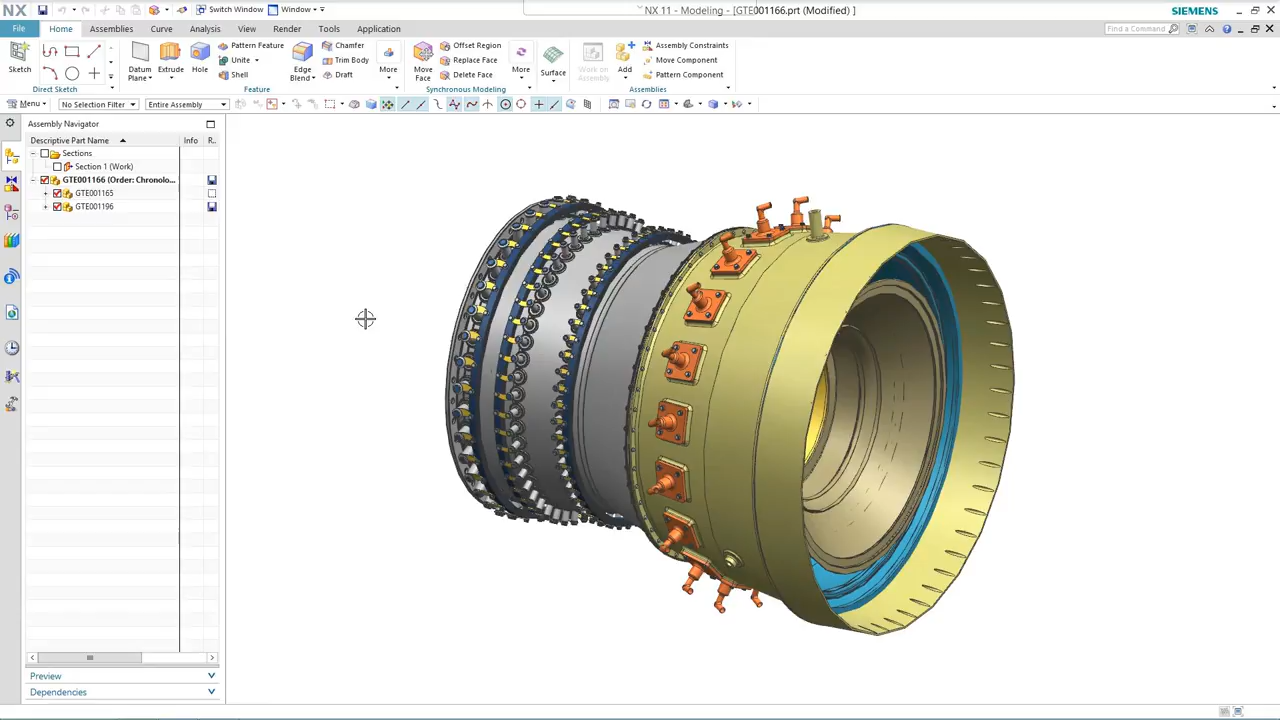 NX
Switch Window
Window
NX 11 - Modeling - [GTE001166.prt (Modified) ]
SIEMENS
File
Home
Assemblies
Curve
Analysis
View
Render
Tools
Application
Find a Command
Sketch
Direct Sketch
Datum
Plane
Extrude
Hole
Pattern Feature
Unite
Shell
Edge
Blend
Chamfer
Trim Body
Draft
More
Feature
Move
Face
Offset Region
Replace Face
Delete Face
More
Synchronous Modeling
Surface
Work on
Assembly
Add
Assembly Constraints
Move Component
Pattern Component
Assemblies
Menu
No Selection Filter
Entire Assembly
Assembly Navigator
Descriptive Part Name
Info
R..
Sections
Section 1 (Work)
GTE001166 (Order: Chronolo...
GTE001165
GTE001196
Preview
Dependencies